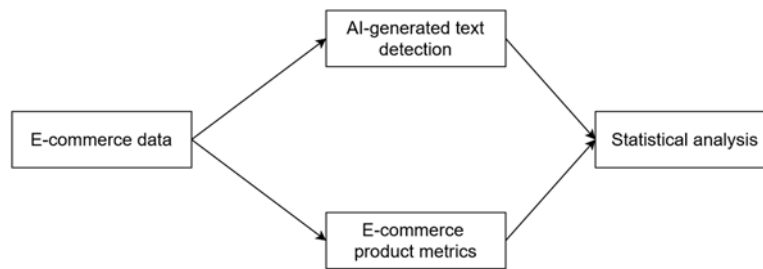 AI-generated text
detection
E-commerce data
Statistical analysis
E-commerce
product metrics